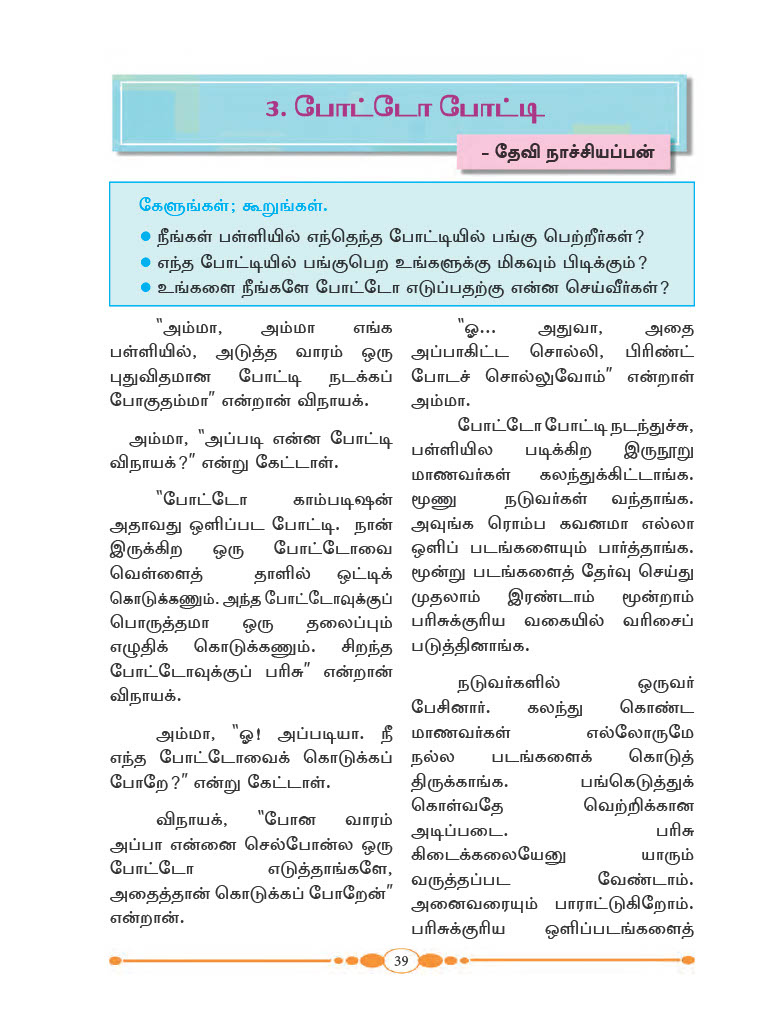 3. போட்டோ போட்டி
- தேவி நாச்சியப்பன்
கேளுங்கள்; கூறுங்கள்.
● நீங்கள் பள்ளியில் எந்தெந்த போட்டியில் பங்கு பெற்றீர்கள்?
● எந்த போட்டியில் பங்குபெற உங்களுக்கு மிகவும் பிடிக்கும்?
● உங்களை நீங்களே போட்டோ எடுப்பதற்கு என்ன செய்வீர்கள்?
"அம்மா, அம்மா எங்க
பள்ளியில், அடுத்த வாரம் ஒரு
புதுவிதமான போட்டி நடக்கப்
போகுதம்மா" என்றான் விநாயக்.
அம்மா, "அப்படி என்ன போட்டி
விநாயக்?" என்று கேட்டாள்.
"போட்டோ காம்படிஷன்
அதாவது ஒளிப்பட போட்டி. நான்
இருக்கிற ஒரு போட்டோவை
வெள்ளைத் தாளில் ஒட்டிக்
கொடுக்கணும். அந்த போட்டோவுக்குப்
பொருத்தமா ஒரு தலைப்பும்
எழுதிக் கொடுக்கணும். சிறந்த
போட்டோவுக்குப் பரிசு" என்றான்
விநாயக்.
அம்மா, "ஓ! அப்படியா. நீ
எந்த போட்டோவைக் கொடுக்கப்
போறே?" என்று கேட்டாள்.
விநாயக், "போன வாரம்
அப்பா என்னை செல்போன்ல ஒரு
போட்டோ எடுத்தாங்களே,
அதைத்தான் கொடுக்கப் போறேன்"
என்றான்.
"ஓ... அதுவா, அதை
அப்பாகிட்ட சொல்லி, பிரிண்ட்
போடச் சொல்லுவோம்" என்றாள்
அம்மா.
போட்டோ போட்டி நடந்துச்சு,
பள்ளியில படிக்கிற இருநூறு
மாணவர்கள் கலந்துக்கிட்டாங்க.
மூணு நடுவர்கள் வந்தாங்க.
அவுங்க ரொம்ப கவனமா எல்லா
ஒளிப் படங்களையும் பார்த்தாங்க.
மூன்று படங்களைத் தேர்வு செய்து
முதலாம் இரண்டாம் மூன்றாம்
பரிசுக்குரிய வகையில் வரிசைப்
படுத்தினாங்க.
நடுவர்களில் ஒருவர்
பேசினார். கலந்து கொண்ட
மாணவர்கள் எல்லோருமே
நல்ல படங்களைக் கொடுத்
திருக்காங்க. பங்கெடுத்துக்
கொள்வதே வெற்றிக்கான
அடிப்படை. பரிசு
கிடைக்கலையேனு யாரும்
வருத்தப்பட வேண்டாம்.
அனைவரையும் பாராட்டுகிறோம்.
பரிசுக்குரிய ஒளிப்படங்களைத்
39